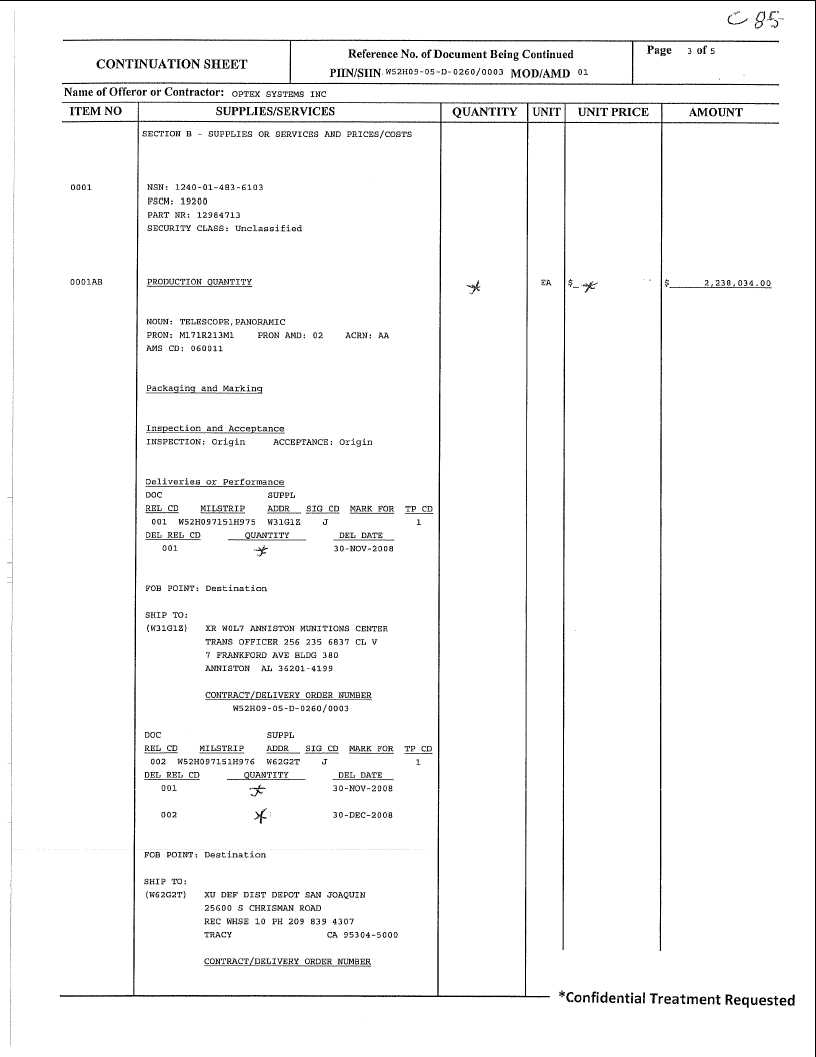 C 85
CONTINUATION SHEET
Reference No. of Document Being Continued
PIIN/SIIN W52H09-05-D-0260/0003 MOD/AMD 01
Page 3 of 5
Name of Offeror or Contractor: OPTEX SYSTEMS INC
ITEM NO SUPPLIES/SERVICES QUANTITY UNIT UNIT PRICE AMOUNT
SECTION B - SUPPLIES OR SERVICES AND PRICES/COSTS
0001 NSN: 1240-01-483-6103
FSCM: 19200
PART NR: 12984713
SECURITY CLASS: Unclassified
0001AB PRODUCTION QUANTITY * EA $ * $ 2,238,034.00
NOUN: TELESCOPE,PANORAMIC
PRON: M171R213M1 PRON AMD: 02 ACRN: AA
AMS CD: 060011
Packaging and Marking
Inspection and Acceptance
INSPECTION: Origin ACCEPTANCE: Origin
Deliveries or Performance
DOC SUPPL
REL CD MILSTRIP ADDR SIG CD MARK FOR TP CD
001 W52H097151H975 W31G1Z J 1
DEL REL CD QUANTITY DEL DATE
001 * 30-NOV-2008
FOB POINT: Destination
SHIP TO:
(W31G1Z) XR W0L7 ANNISTON MUNITIONS CENTER
TRANS OFFICER 256 235 6837 CL V
7 FRANKFORD AVE BLDG 380
ANNISTON AL 36201-4199
CONTRACT/DELIVERY ORDER NUMBER
W52H09-05-D-0260/0003
DOC SUPPL
REL CD MILSTRIP ADDR SIG CD MARK FOR TP CD
002 W52H097151H976 W62G2T J 1
DEL REL CD QUANTITY DEL DATE
001 * 30-NOV-2008
002 * 30-DEC-2008
FOB POINT: Destination
SHIP TO:
(W62G2T) XU DEF DIST DEPOT SAN JOAQUIN
25600 S CHRISMAN ROAD
REC WHSE 10 PH 209 839 4307
TRACY CA 95304-5000
CONTRACT/DELIVERY ORDER NUMBER
*Confidential Treatment Requested